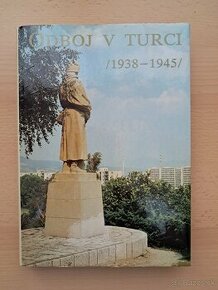 ODBOJ V TURCI
/1938-1945/